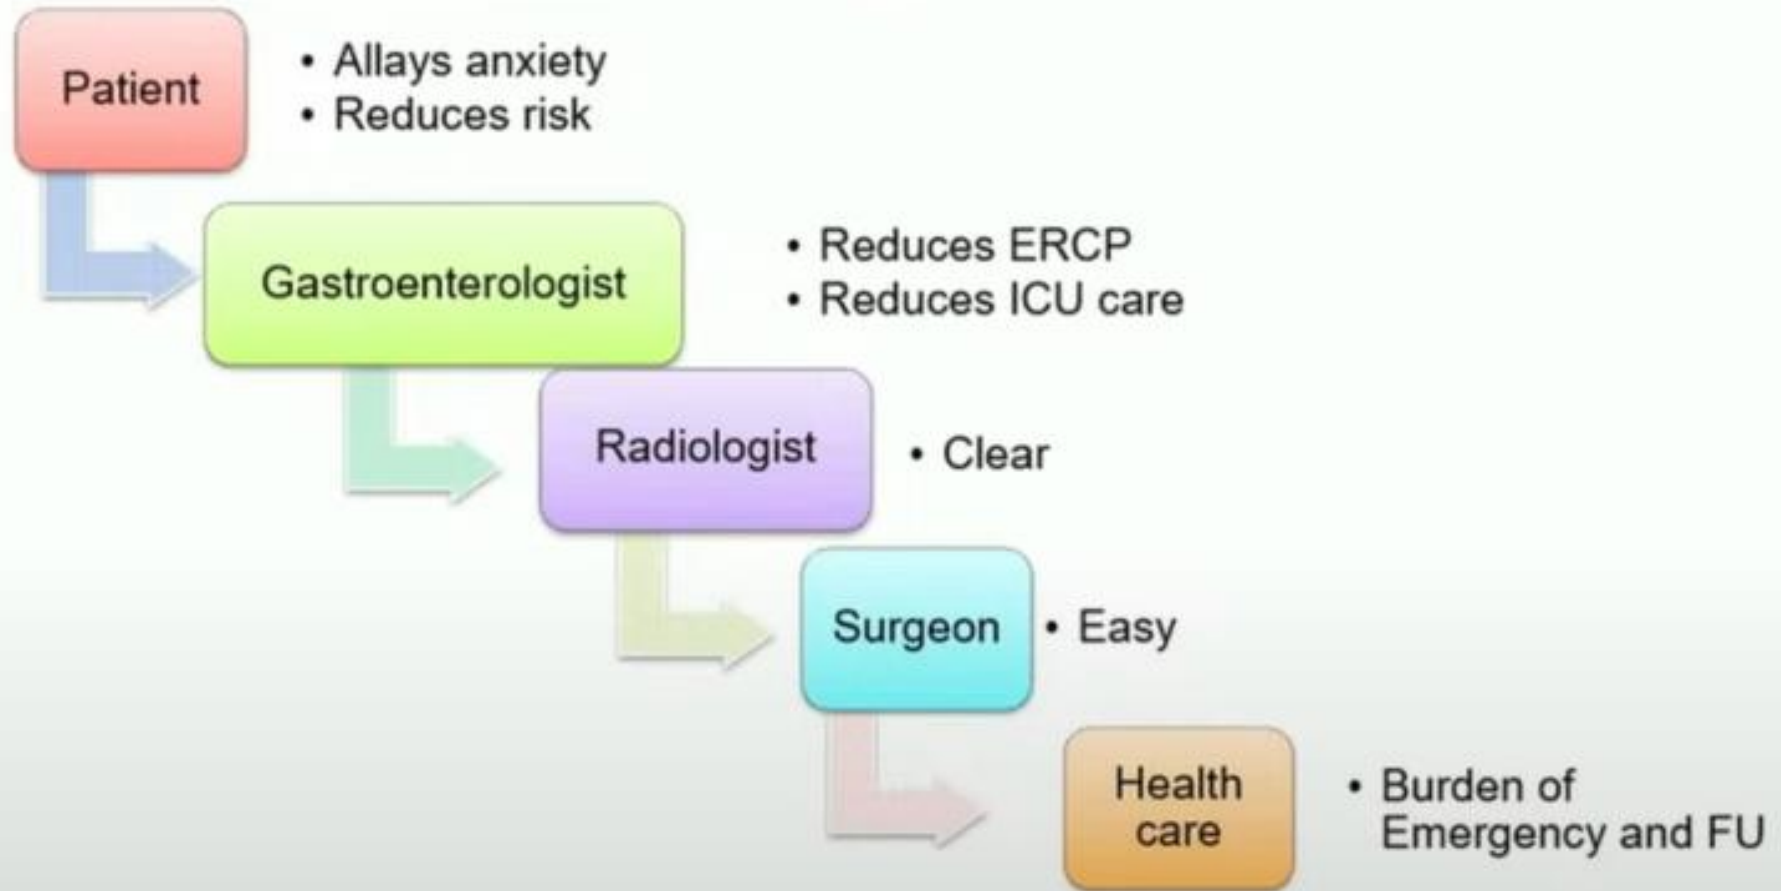 Patient
• Allays anxiety
• Reduces risk
Gastroenterologist
• Reduces ERCP
• Reduces ICU care
Radiologist
• Clear
Surgeon
• Easy
Health
care
• Burden of
Emergency and FU